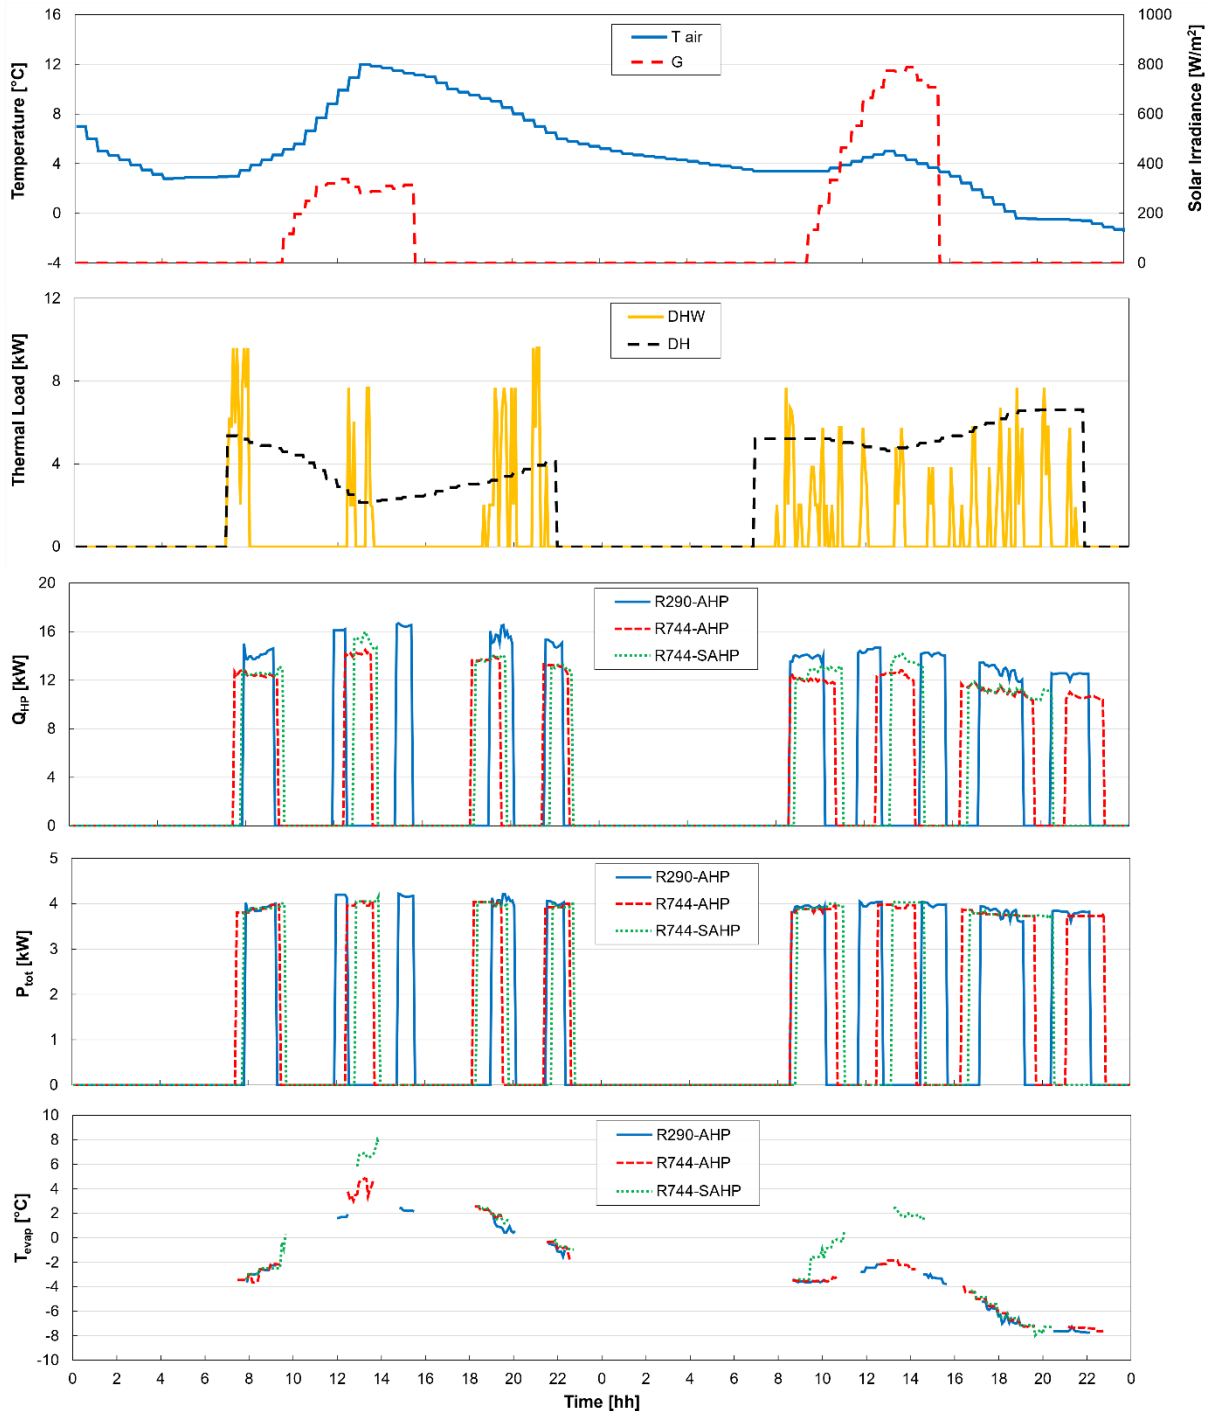 Temperature [°C]
16
12
8
4
0
-4
T air
G
1000
800
600
400
200
0
Solar Irradiance [W/m²]
Thermal Load [kW]
12
8
4
0
DHW
DH
Q_HP [kW]
20
16
12
8
4
0
R290-AHP
R744-AHP
R744-SAHP
P_tot [kW]
5
4
3
2
1
0
R290-AHP
R744-AHP
R744-SAHP
T_evap [°C]
10
8
6
4
2
0
-2
-4
-6
-8
-10
R290-AHP
R744-AHP
R744-SAHP
0 2 4 6 8 10 12 14 16 18 20 22 0 2 4 6 8 10 12 14 16 18 20 22 0
Time [hh]